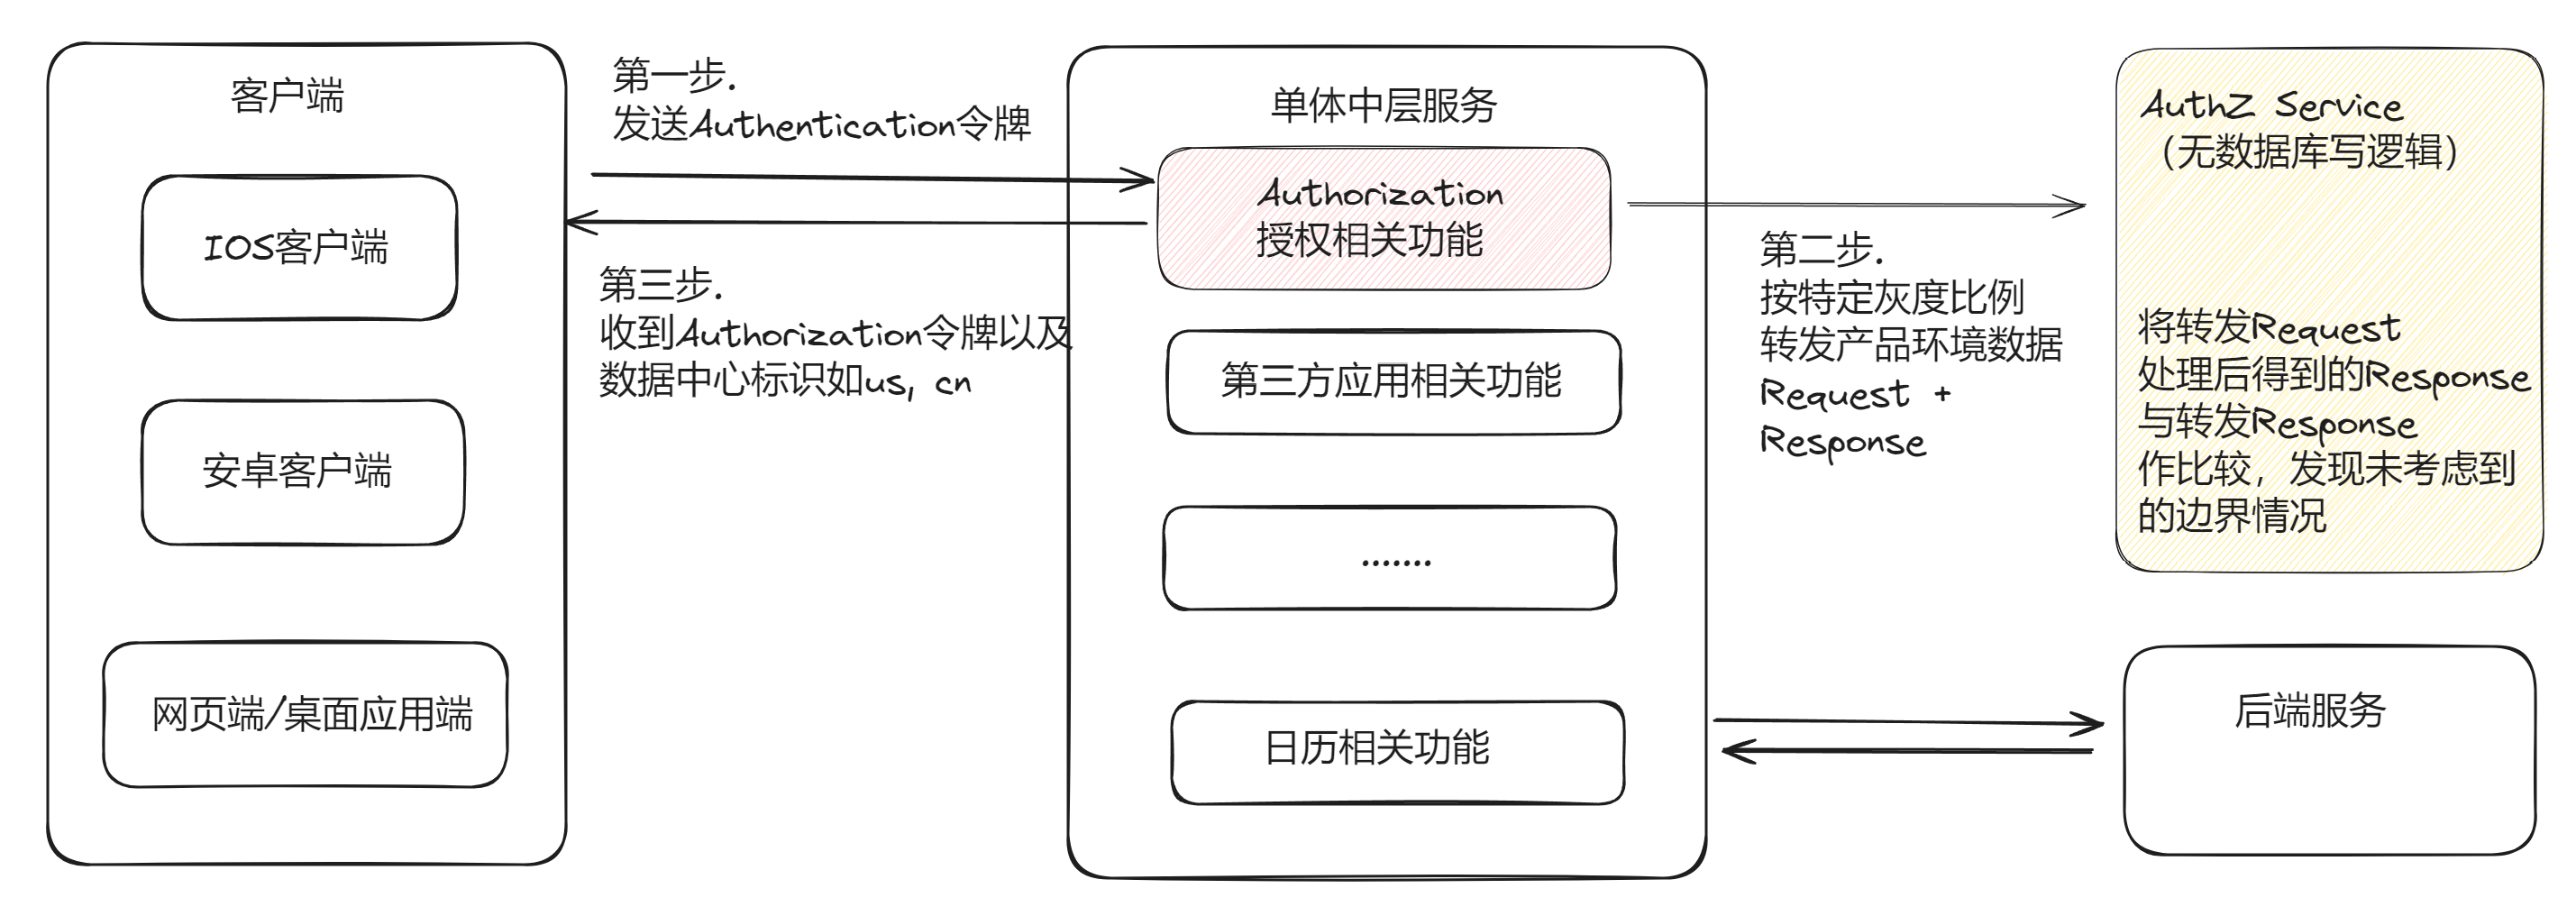 客户端
IOS客户端
安卓客户端
网页端/桌面应用端
第一步.
发送Authentication令牌
第三步.
收到Authorization令牌以及
数据中心标识如us, cn
单体中层服务
Authorization
授权相关功能
第三方应用相关功能
.......
日历相关功能
第二步.
按特定灰度比例
转发产品环境数据
Request +
Response
AuthZ Service
（无数据库写逻辑）
将转发Request
处理后得到的Response
与转发Response
作比较，发现未考虑到
的边界情况
后端服务